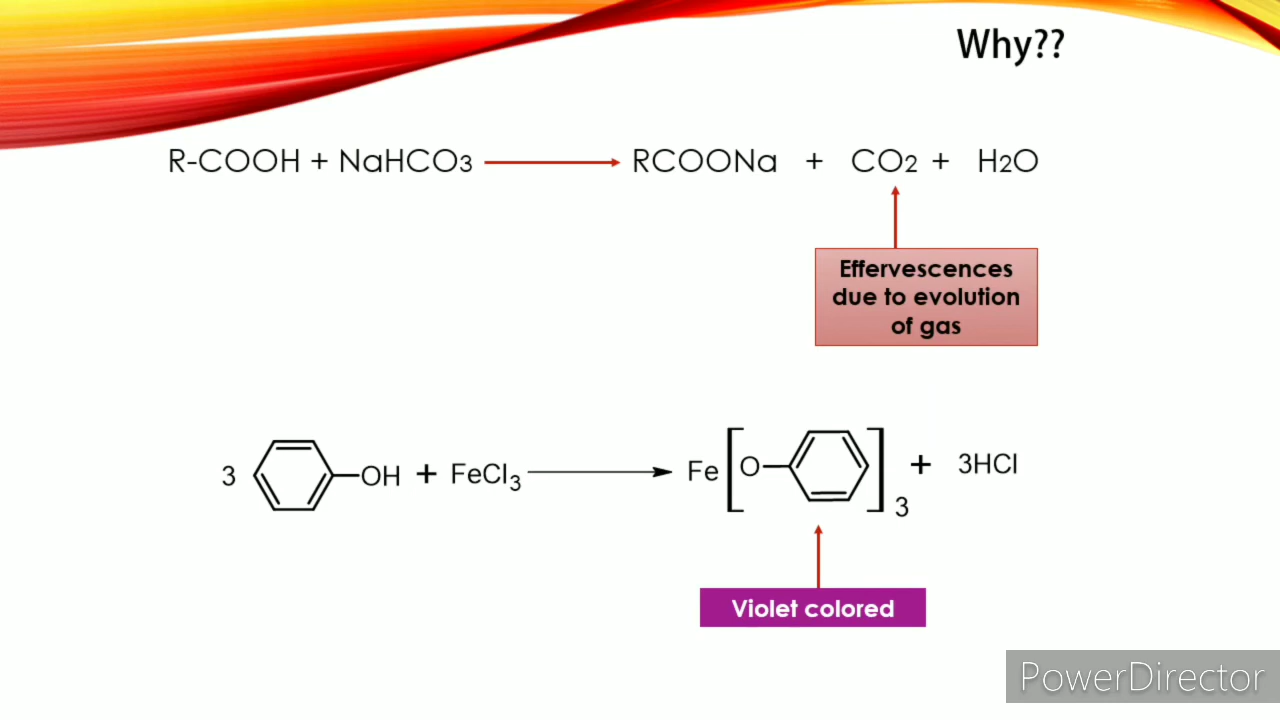 Why??
R-COOH + NaHCO3 RCOONa + CO2 + H2O
Effervescences
due to evolution
of gas
3 OH + FeCl3 Fe [ O ] 3 + 3HCl
Violet colored
PowerDirector